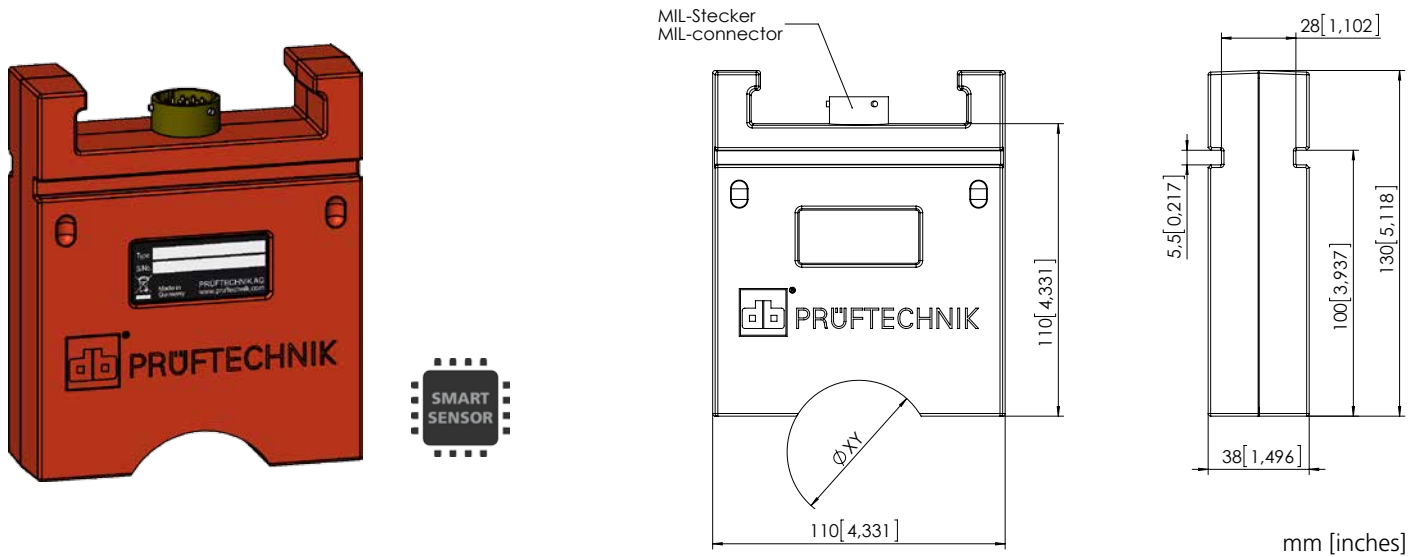 Type
S/No.
Made in
Germany
PRÜFTECHNIK AG
www.pruftechnik.com
PRÜFTECHNIK
SMART
SENSOR
MIL-Stecker
MIL-connector
PRÜFTECHNIK
110[4,331]
ΦXY
110[4,331]
28[1,102]
5,5[0,217]
100[3,937]
130[5,118]
38[1,496]
mm [inches]